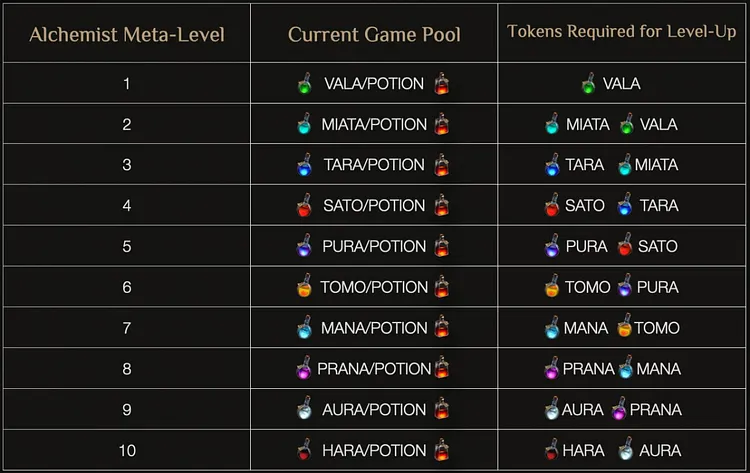 Alchemist Meta-Level Current Game Pool Tokens Required for Level-Up
1 VALA/POTION VALA
2 MIATA/POTION MIATA VALA
3 TARA/POTION TARA MIATA
4 SATO/POTION SATO TARA
5 PURA/POTION PURA SATO
6 TOMO/POTION TOMO PURA
7 MANA/POTION MANA TOMO
8 PRANA/POTION PRANA MANA
9 AURA/POTION AURA PRANA
10 HARA/POTION HARA AURA